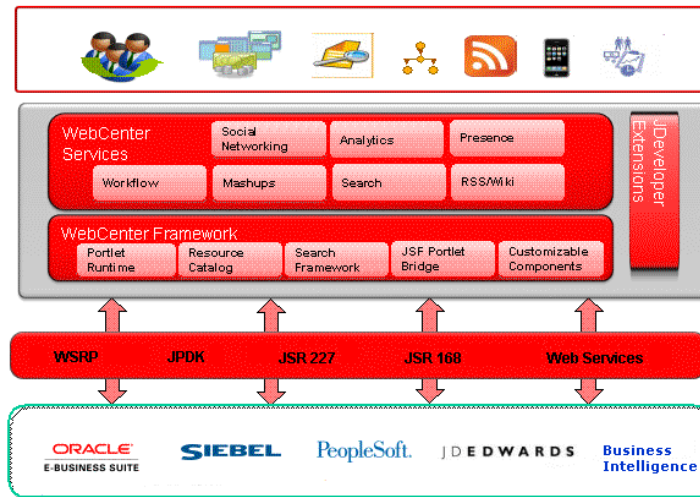 WebCenter
Services
Social
Networking
Analytics
Presence
Workflow
Mashups
Search
RSS/Wiki
JDeveloper
Extensions
WebCenter Framework
Portlet
Runtime
Resource
Catalog
Search
Framework
JSF Portlet
Bridge
Customizable
Components
WSRP
JPDK
JSR 227
JSR 168
Web Services
ORACLE
E-BUSINESS SUITE
SIEBEL
PeopleSoft.
JDEDWARDS
Business
Intelligence